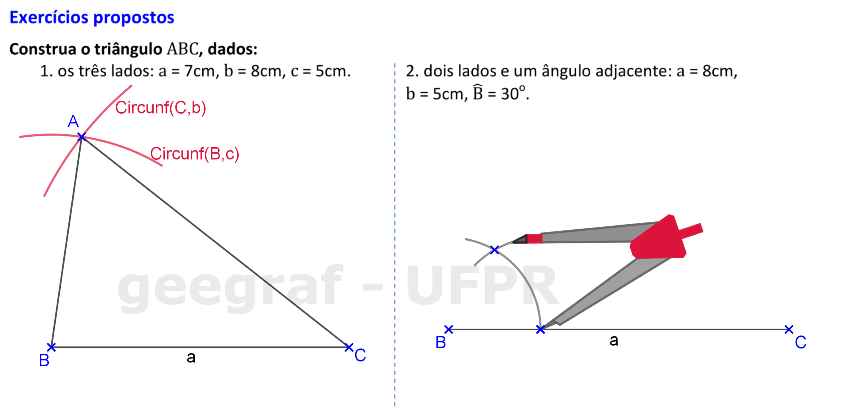 Exercícios propostos
Construa o triângulo ABC, dados:
1. os três lados: a = 7cm, b = 8cm, c = 5cm.
Circunf(C,b)
A
Circunf(B,c)
B
a
C
2. dois lados e um ângulo adjacente: a = 8cm,
b = 5cm, B̂ = 30º.
B
a
C
geegraf - UFPR